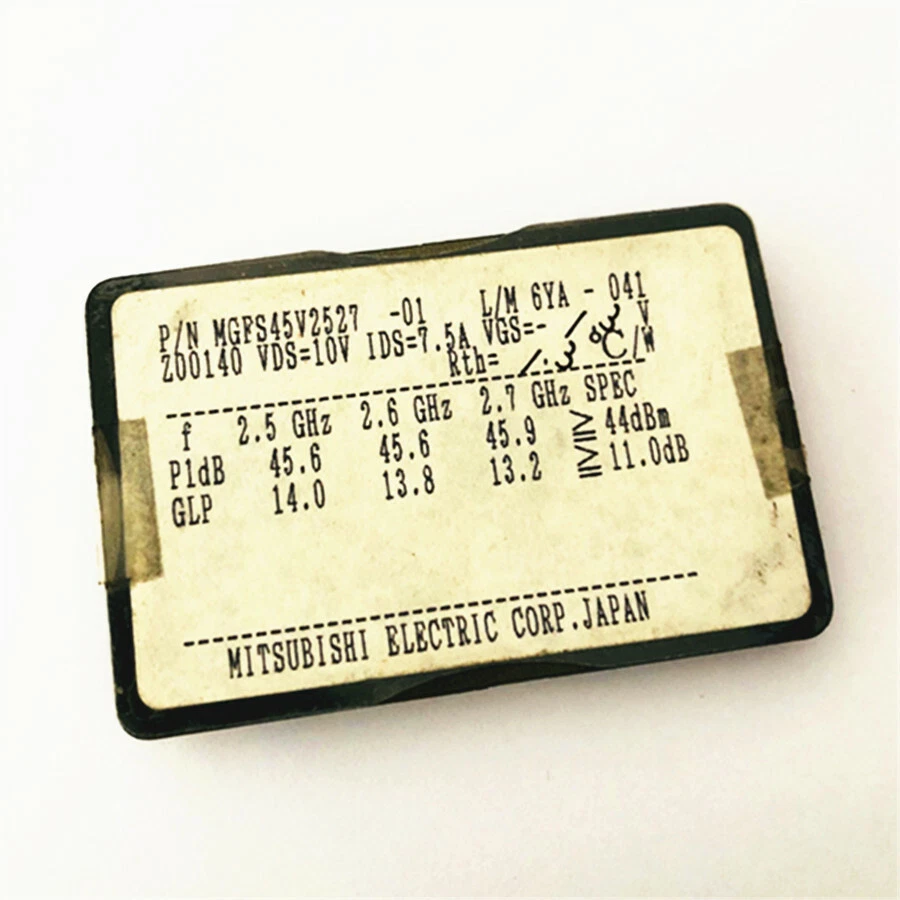 P/N MGFS45V2527 -01 L/M 6YA - 041
Z00140 VDS=10V IDS=7.5A VGS=- V
Rth= °C/W
f 2.5 GHz 2.6 GHz 2.7 GHz SPEC
P1dB 45.6 45.6 45.9 ≧ 44dBm
GLP 14.0 13.8 13.2 ≧ 11.0dB
MITSUBISHI ELECTRIC CORP.JAPAN